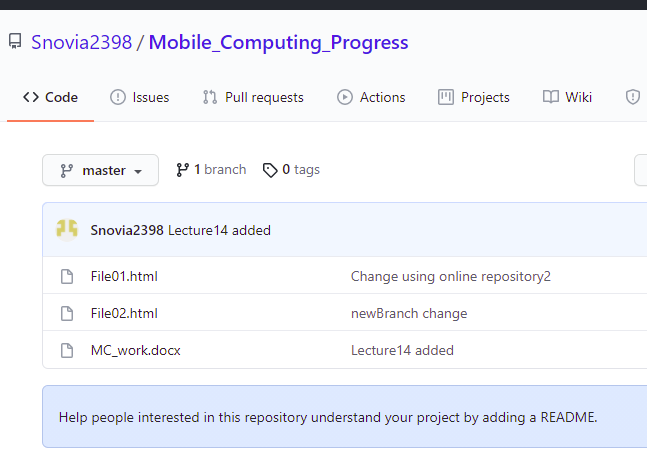 Snovia2398 / Mobile_Computing_Progress
Code Issues Pull requests Actions Projects Wiki
master 1 branch 0 tags
Snovia2398 Lecture14 added
File01.html Change using online repository2
File02.html newBranch change
MC_work.docx Lecture14 added
Help people interested in this repository understand your project by adding a README.